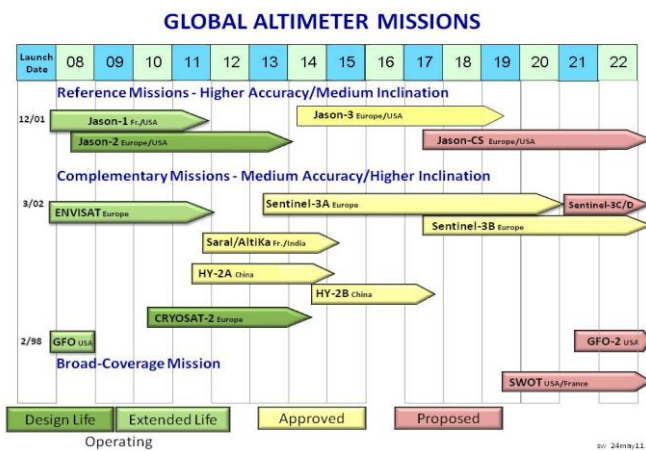 GLOBAL ALTIMETER MISSIONS
Launch Date 08 09 10 11 12 13 14 15 17 18 19 20 21 22
Reference Missions - Higher Accuracy/Medium Inclination
12/01 Jason-1 Fr./USA Jason-3 Europe/USA
Jason-2 Europe/USA Jason-CS Europe/USA
Complementary Missions - Medium Accuracy/Higher Inclination
3/02 ENVISAT Europe Sentinel-3A Europe Sentinel-3C/D
Sentinel-3B Europe
Saral/AltiKa Fr./India
HY-2A China
HY-2B China
CRYOSAT-2 Europe
2/98 GFO USA GFO-2 USA
Broad-Coverage Mission
SWOT USA/France
Design Life Extended Life Approved Proposed
Operating
sw 24may11